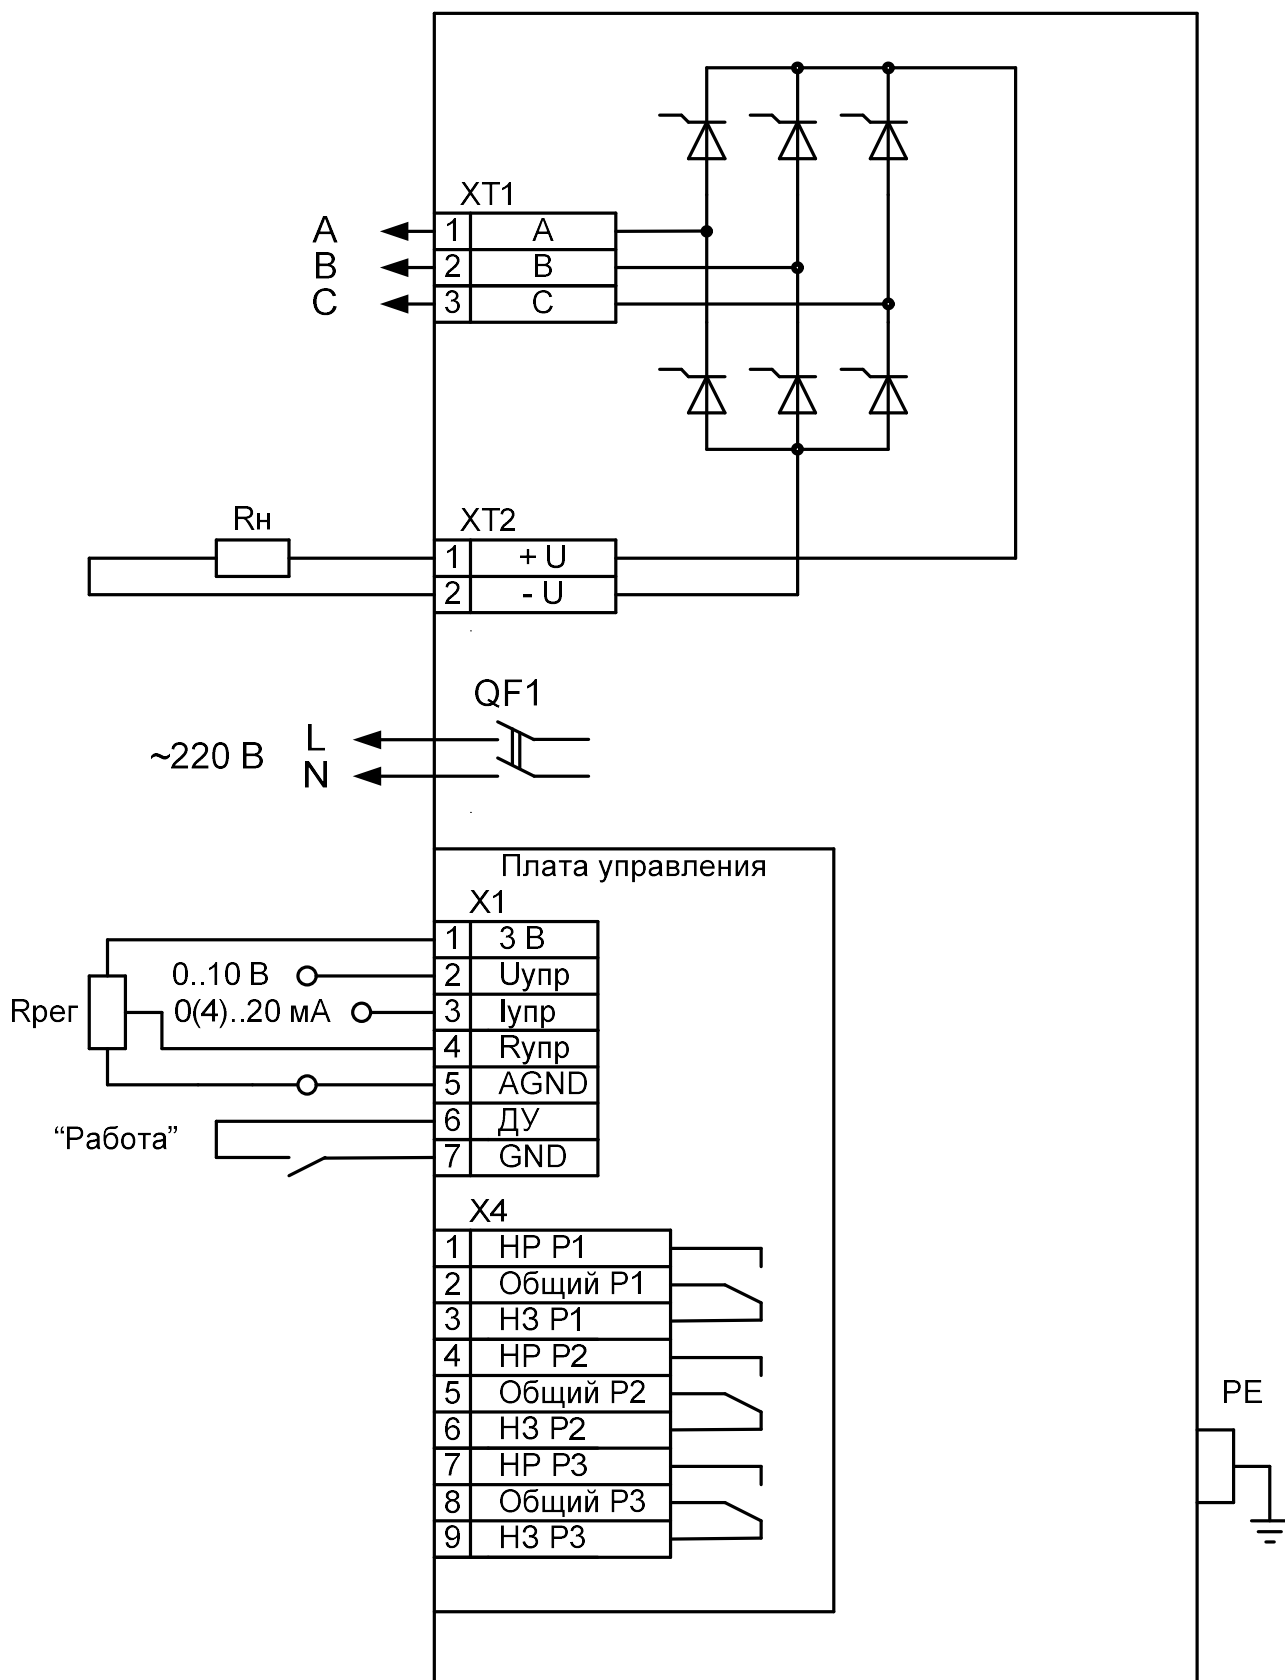 XT1
A 1 A
B 2 B
C 3 C
Rн
XT2
1 + U
2 - U
QF1
~220 В
L
N
Плата управления
X1
1 3 В
0..10 В 2 Uупр
Rрег 0(4)..20 мА 3 Iупр
4 Rупр
5 AGND
6 ДУ
“Работа”
7 GND
X4
1 НР Р1
2 Общий Р1
3 НЗ Р1
4 НР Р2
5 Общий Р2
6 НЗ Р2
7 НР Р3
8 Общий Р3
9 НЗ Р3
PE